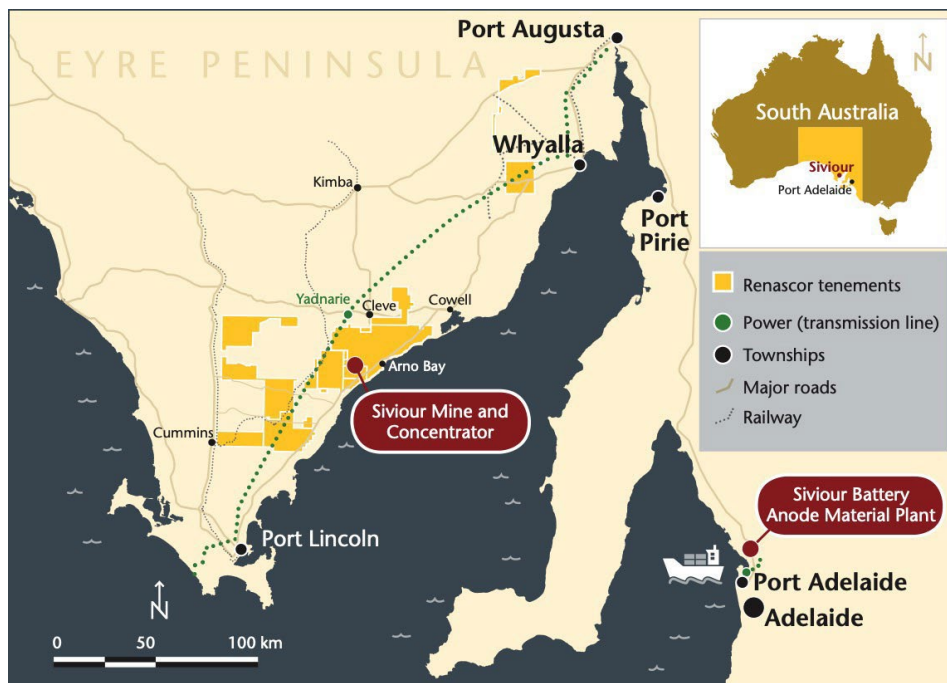 EYRE PENINSULA
Port Augusta
Whyalla
Kimba
Port
Pirie
Yadnarie
Cleve
Cowell
Arno Bay
Siviour Mine and
Concentrator
Cummins
Port Lincoln
N
0 50 100 km
Siviour Battery
Anode Material Plant
Port Adelaide
Adelaide
N
South Australia
Siviour
Port Adelaide
Renascor tenements
Power (transmission line)
Townships
Major roads
Railway